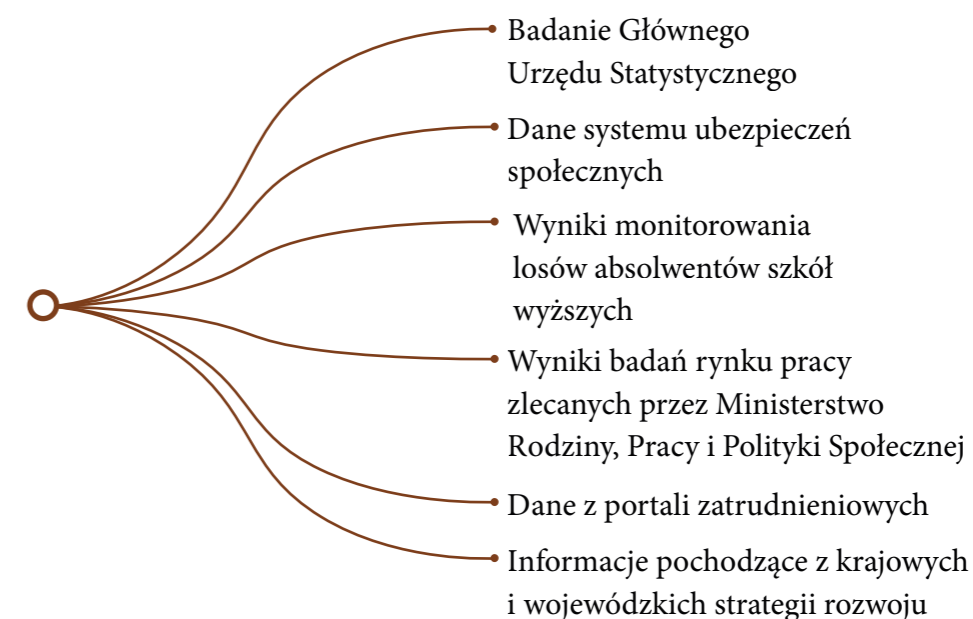 Badanie Głównego
Urzędu Statystycznego
Dane systemu ubezpieczeń
społecznych
Wyniki monitorowania
losów absolwentów szkół
wyższych
Wyniki badań rynku pracy
zlecanych przez Ministerstwo
Rodziny, Pracy i Polityki Społecznej
Dane z portali zatrudnieniowych
Informacje pochodzące z krajowych
i wojewódzkich strategii rozwoju